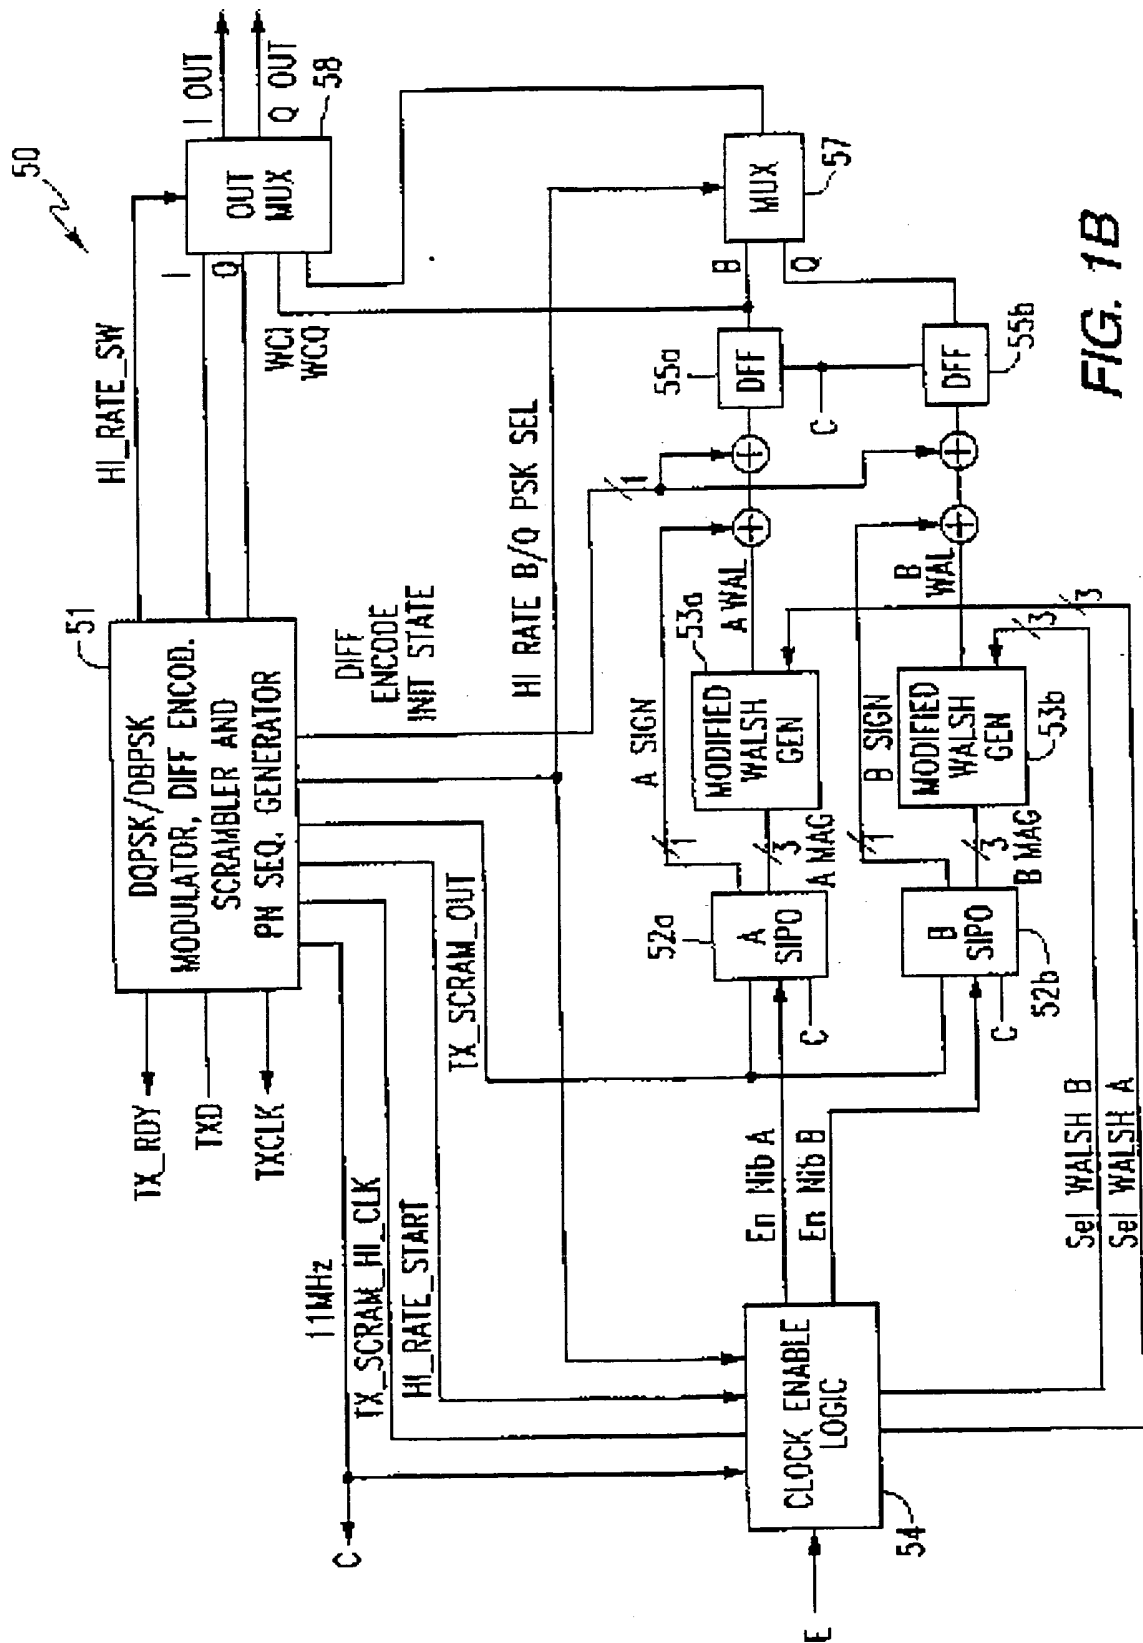 50
I OUT
Q OUT
58
OUT
MUX
HI_RATE_SW
I
Q
WCI
WCQ
51
DQPSK/DBPSK
MODULATOR, DIFF ENCOD.
SCRAMBLER AND
PN SEQ. GENERATOR
TX_RDY
TXD
TXCLK
11MHz
C
TX_SCRAM_HI_CLK
HI_RATE_START
TX_SCRAM_OUT
DIFF
ENCODE
INIT STATE
HI RATE B/Q PSK SEL
1
MUX
57
B
Q
55a
DFF
C
DFF
55b
A SIGN
1
A WAL
53a
MODIFIED
WALSH
GEN
3
A MAG
52a
A
SIPO
C
B SIGN
1
B
WAL
MODIFIED
WALSH
GEN
53b
3
3
3
B MAG
B
SIPO
52b
C
En Nib A
En Nib B
Sel WALSH B
Sel WALSH A
CLOCK ENABLE
LOGIC
54
E
FIG. 1B